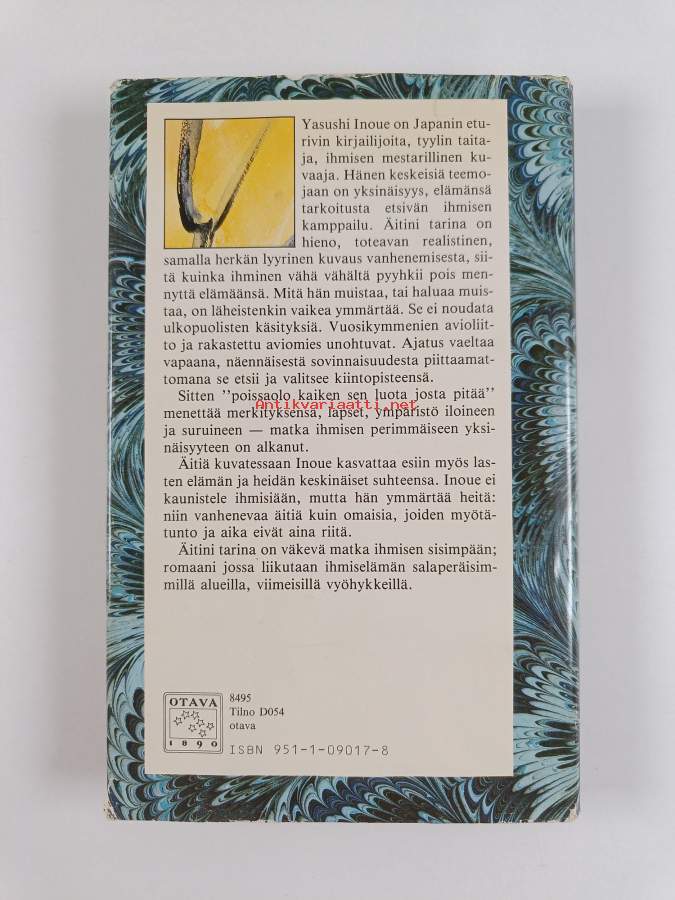 Yasushi Inoue on Japanin etu-
rivin kirjailijoita, tyylin taita-
ja, ihmisen mestarillinen ku-
vaaja. Hänen keskeisiä teemo-
jaan on yksinäisyys, elämänsä
tarkoitusta etsivän ihmisen
kamppailu. Äitini tarina on
hieno, toteavan realistinen,
samalla herkän lyyrinen kuvaus vanhenemisesta, sii-
tä kuinka ihminen vähä vähältä pyyhkii pois men-
nyttä elämäänsä. Mitä hän muistaa, tai haluaa muis-
taa, on läheistenkin vaikea ymmärtää. Se ei noudata
ulkopuolisten käsityksiä. Vuosikymmenien avioliit-
to ja rakastettu aviomies unohtuvat. Ajatus vaeltaa
vapaana, näennäisestä sovinnaisuudesta piittaamat-
tomana se etsii ja valitsee kiintopisteensä.
Sitten ”poissaolo kaiken sen luota josta pitää”
Antikvariaatti.net
menettää merkityksensä, lapset, ympäristö iloineen
ja suruineen — matka ihmisen perimmäiseen yksi-
näisyyteen on alkanut.
Äitiä kuvatessaan Inoue kasvattaa esiin myös las-
ten elämän ja heidän keskinäiset suhteensa. Inoue ei
kaunistele ihmisiään, mutta hän ymmärtää heitä:
niin vanhenevaa äitiä kuin omaisia, joiden myötä-
tunto ja aika eivät aina riitä.
Äitini tarina on väkevä matka ihmisen sisimpään;
romaani jossa liikutaan ihmiselämän salaperäisim-
millä alueilla, viimeisillä vyöhykkeillä.
OTAVA
1890
8495
Tilno D054
otava
ISBN 951-1-09017-8